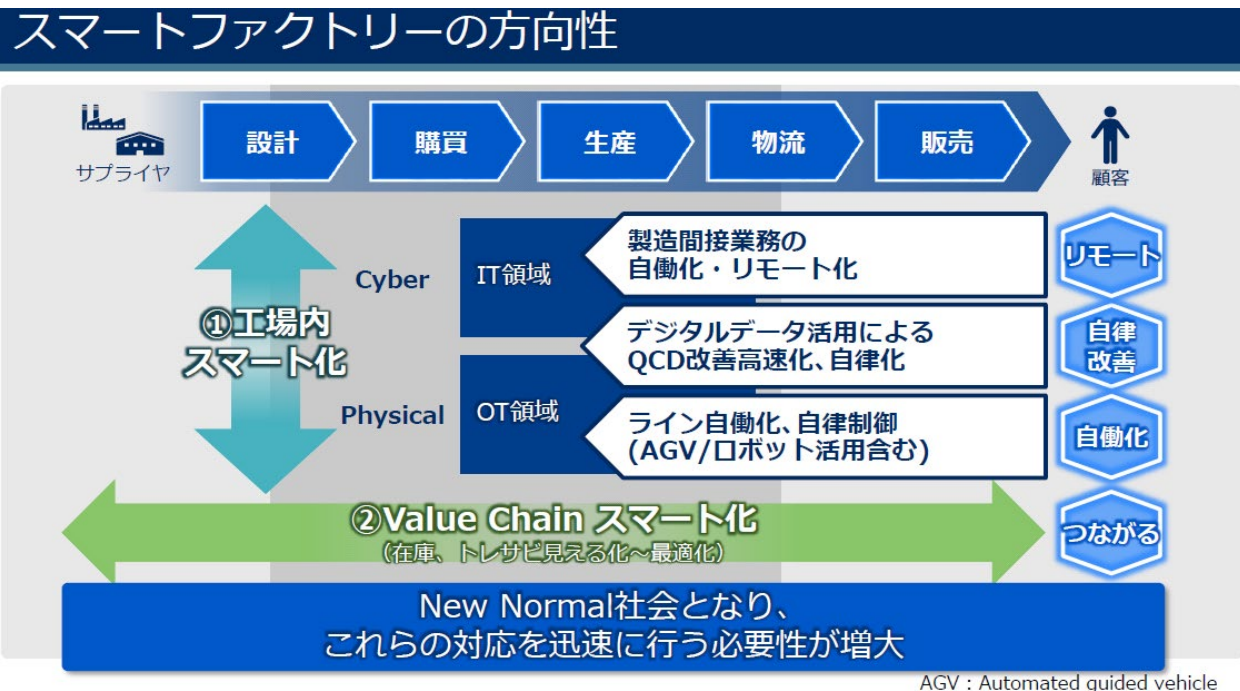 スマートファクトリーの方向性
サプライヤ
設計
購買
生産
物流
販売
顧客
①工場内
スマート化
Cyber
Physical
IT領域
OT領域
製造間接業務の
自働化・リモート化
デジタルデータ活用による
QCD改善高速化、自律化
ライン自働化、自律制御
(AGV/ロボット活用含む)
リモート
自律
改善
自働化
つながる
②Value Chain スマート化
(在庫、トレサビ見える化～最適化)
New Normal社会となり、
これらの対応を迅速に行う必要性が増大
AGV : Automated guided vehicle